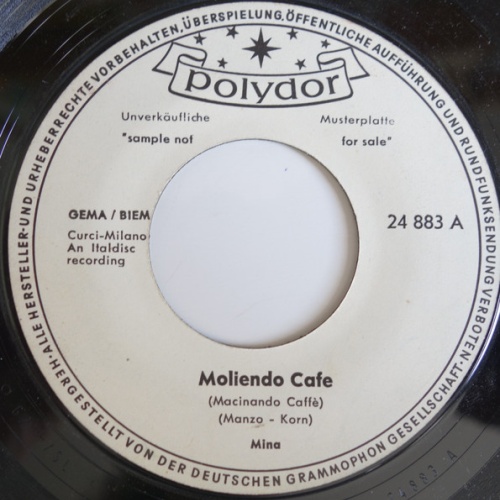 ALLE HERSTELLER- UND URHEBERRECHTE VORBEHALTEN, ÜBERSPIELUNG, ÖFFENTLICHE AUFFÜHRUNG UND RUNDFUNKSENDUNG VERBOTEN.
polydor
Unverkäufliche Musterplatte
"sample not for sale"
GEMA / BIEM 24 883 A
Curci-Milano
An Italdisc
recording
Moliendo Cafe
(Macinando Caffè)
(Manzo - Korn)
Mina
HERGESTELLT VON DER DEUTSCHEN GRAMMOPHON GESELLSCHAFT